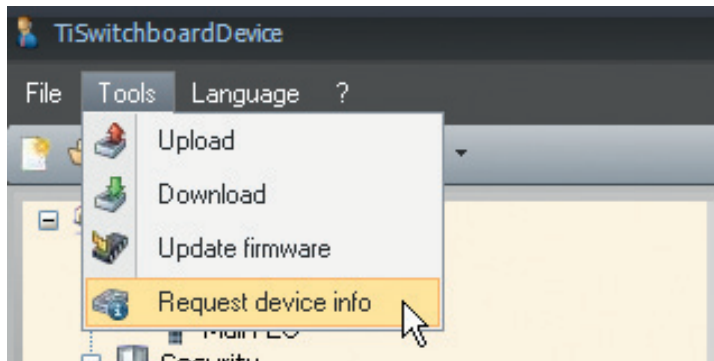 TiSwitchboardDevice
File Tools Language ?
Upload
Download
Update firmware
Request device info